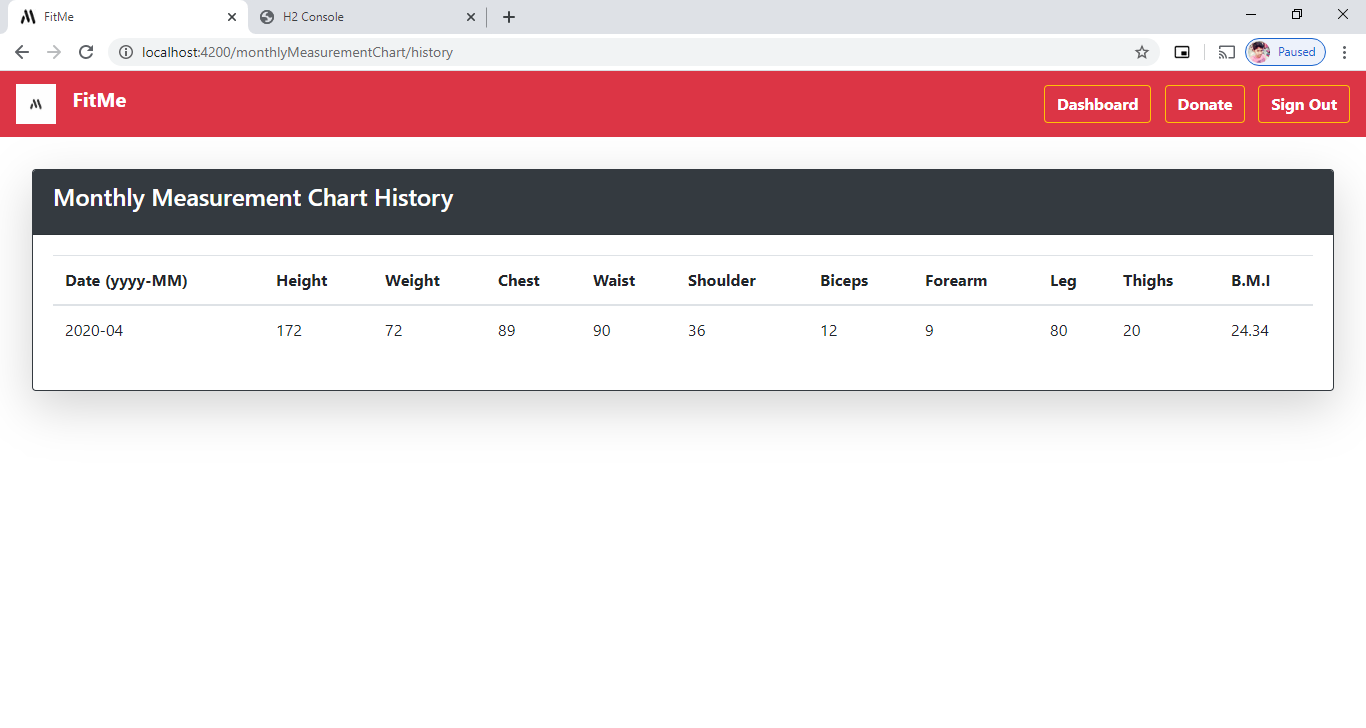 FitMe
H2 Console
localhost:4200/monthlyMeasurementChart/history
Paused
FitMe
Dashboard
Donate
Sign Out
Monthly Measurement Chart History
Date (yyyy-MM) Height Weight Chest Waist Shoulder Biceps Forearm Leg Thighs B.M.I
2020-04 172 72 89 90 36 12 9 80 20 24.34